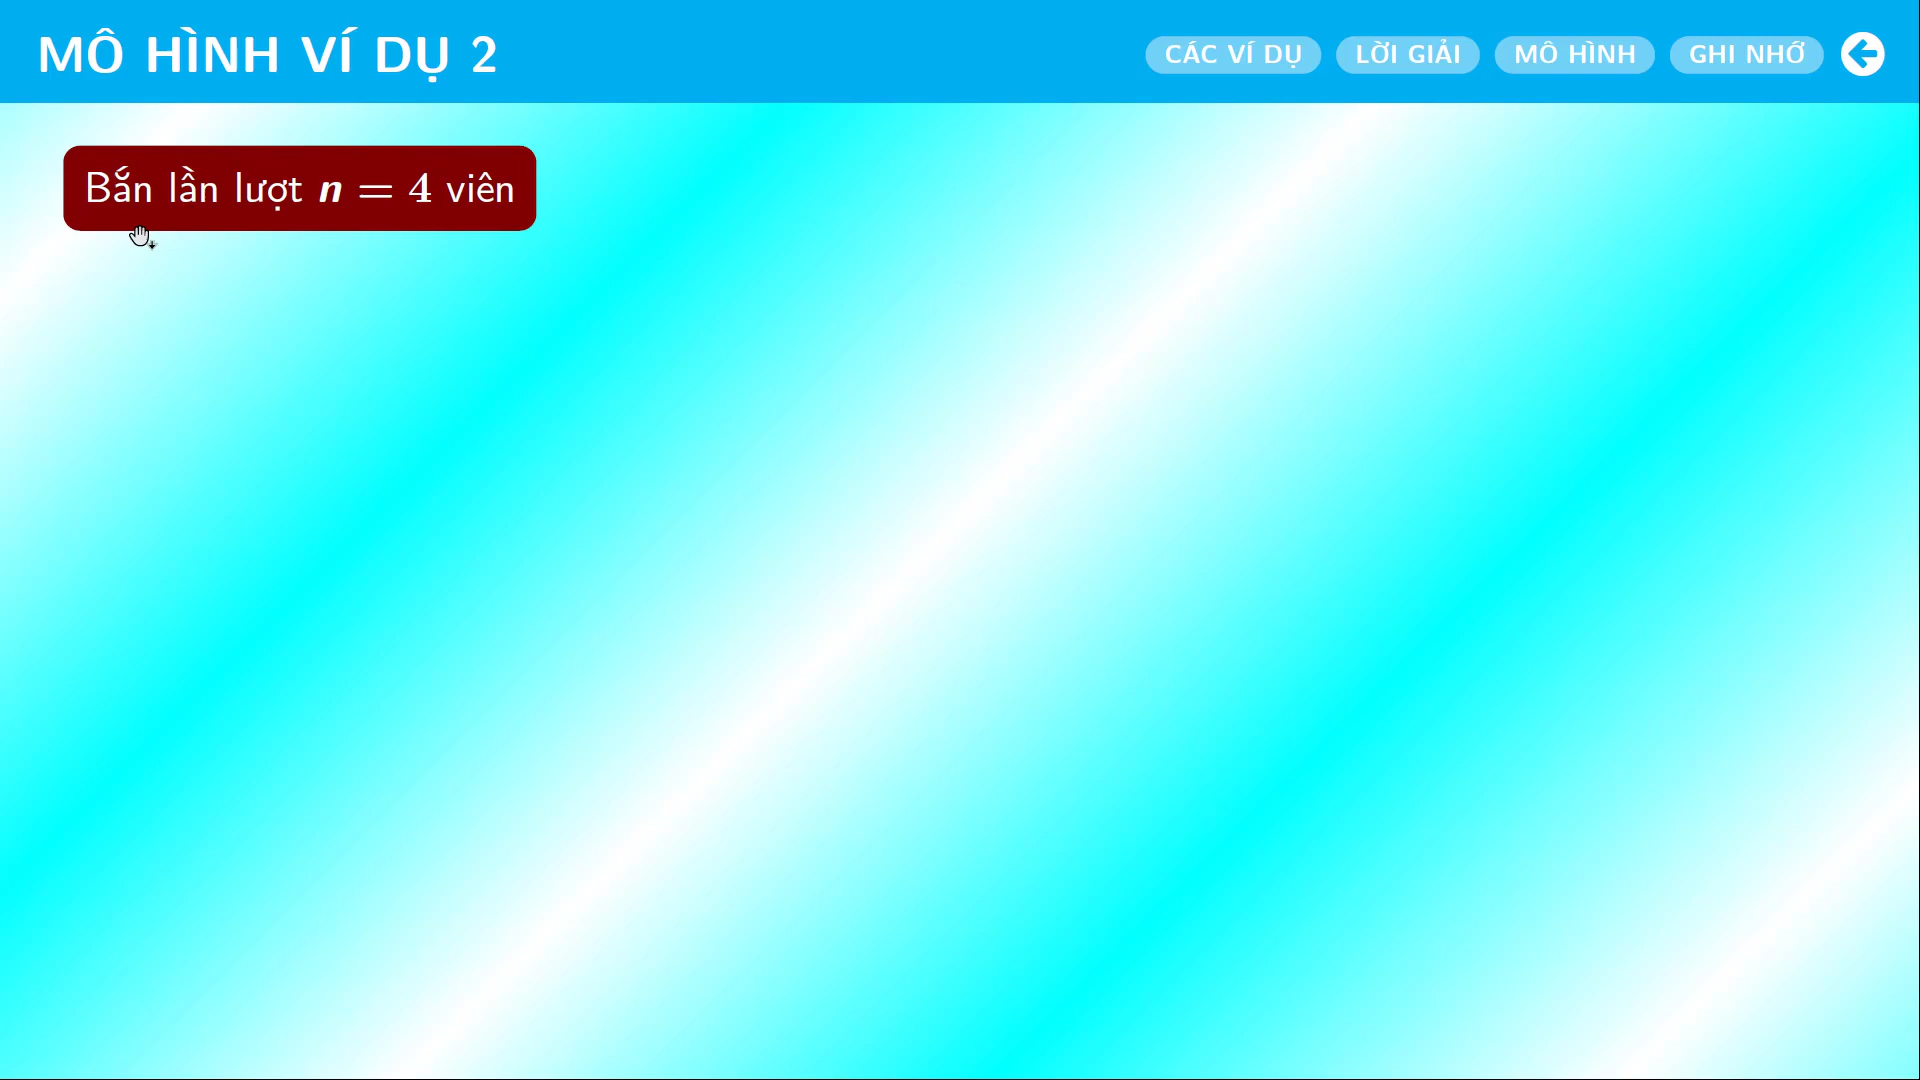 MÔ HÌNH VÍ DỤ 2
CÁC VÍ DỤ
LỜI GIẢI
MÔ HÌNH
GHI NHỚ
Bắn lần lượt n = 4 viên